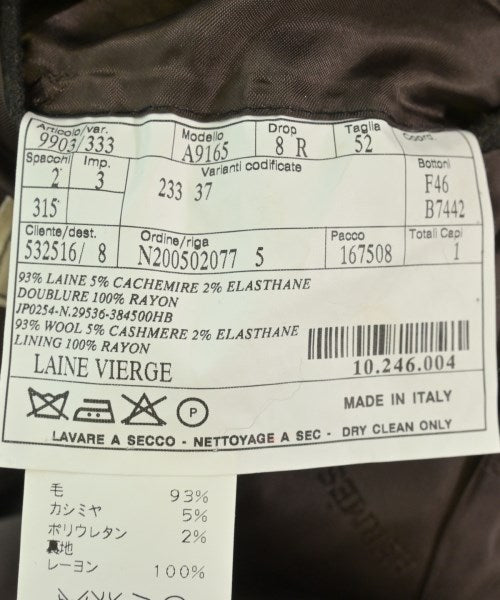 Articolo/var. Modello Drop Taglia Coord.
9903/333 A9165 8 R 52
Spacchi Imp. Varianti codificate Bottoni
2 3 233 37 F46
315 B7442
Cliente/dest. Ordine/riga Pacco Totali Capi
532516/ 8 N200502077 5 167508 1
93% LAINE 5% CACHEMIRE 2% ELASTHANE
DOUBLURE 100% RAYON
JP0254-N.29536-384500HB
93% WOOL 5% CASHMERE 2% ELASTHANE
LINING 100% RAYON
LAINE VIERGE
10.246.004
P
MADE IN ITALY
LAVARE A SECCO - NETTOYAGE A SEC - DRY CLEAN ONLY
毛 93%
カシミヤ 5%
ポリウレタン 2%
裏地
レーヨン 100%
HERMES